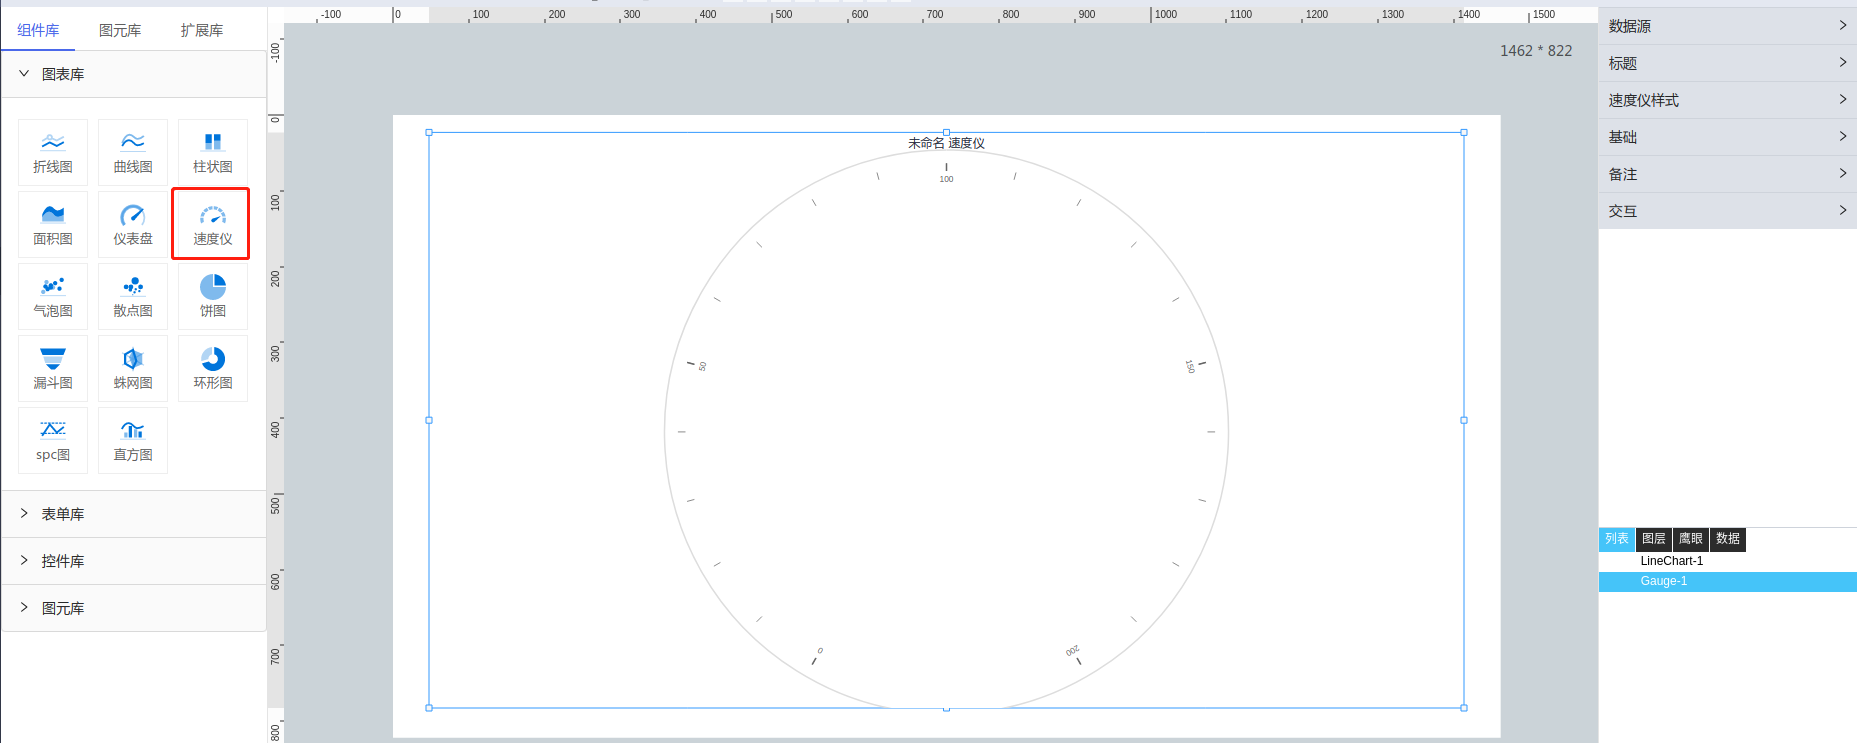 组件库 图元库 扩展库
图表库
折线图 曲线图 柱状图
面积图 仪表盘 速度仪
气泡图 散点图 饼图
漏斗图 蛛网图 环形图
spc图 直方图
表单库
控件库
图元库
-100 0 100 200 300 400 500 600 700 800 900 1000 1100 1200 1300 1400 1500
-100
0
100
200
300
400
500
600
700
800
1462 * 822
未命名 速度仪
100
50
150
0
200
数据源
标题
速度仪样式
基础
备注
交互
列表 图层 鹰眼 数据
LineChart-1
Gauge-1